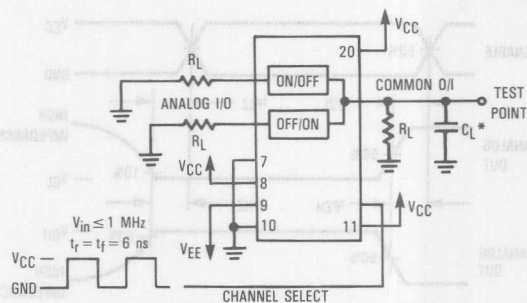 VCC
20
RL
ON/OFF
COMMON O/I
TEST
POINT
ANALOG I/O
OFF/ON
RL
RL
CL*
7
VCC
8
9
VCC
10
11
VEE
Vin ≤ 1 MHz
tr = tf = 6 ns
VCC
GND
CHANNEL SELECT